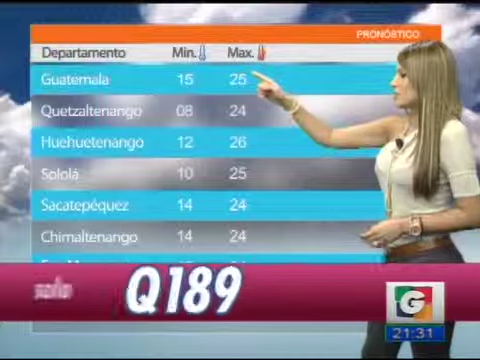 PRONÓSTICO
Departamento Min. Max.
Guatemala 15 25
Quetzaltenango 08 24
Huehuetenango 12 26
Sololá 10 25
Sacatepéquez 14 24
Chimaltenango 14 24
solo Q189
G
21:31